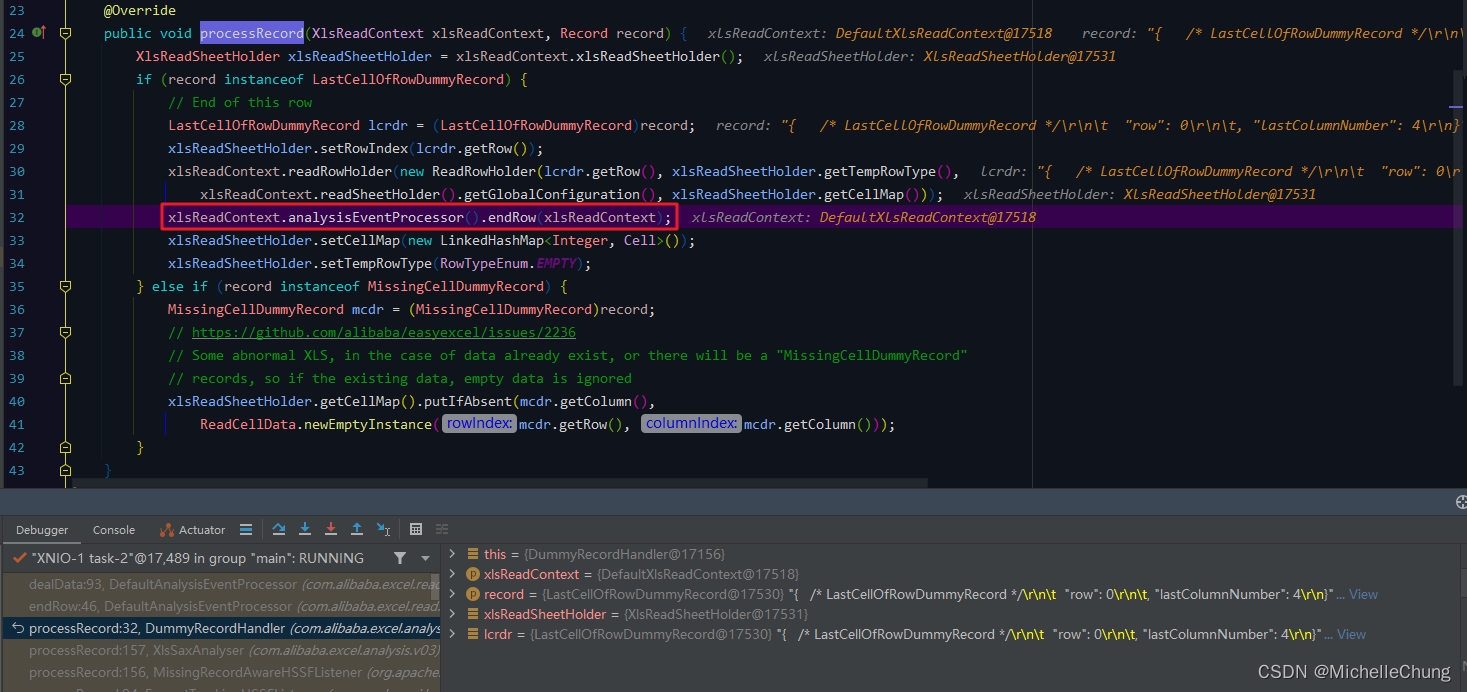 23 @Override
24 public void processRecord(XlsReadContext xlsReadContext, Record record) { xlsReadContext: DefaultXlsReadContext@17518 record: "{ /* LastCellOfRowDummyRecord */\r\n\
25 XlsReadSheetHolder xlsReadSheetHolder = xlsReadContext.xlsReadSheetHolder(); xlsReadSheetHolder: XlsReadSheetHolder@17531
26 if (record instanceof LastCellOfRowDummyRecord) {
27 // End of this row
28 LastCellOfRowDummyRecord lcrdr = (LastCellOfRowDummyRecord)record; record: "{ /* LastCellOfRowDummyRecord */\r\n\t "row": 0\r\n\t, "lastColumnNumber": 4\r\n}
29 xlsReadSheetHolder.setRowIndex(lcrdr.getRow());
30 xlsReadContext.readRowHolder(new ReadRowHolder(lcrdr.getRow(), xlsReadSheetHolder.getTempRowType(), lcrdr: "{ /* LastCellOfRowDummyRecord */\r\n\t "row": 0\r
31 xlsReadContext.readSheetHolder().getGlobalConfiguration(), xlsReadSheetHolder.getCellMap())); xlsReadSheetHolder: XlsReadSheetHolder@17531
32 xlsReadContext.analysisEventProcessor().endRow(xlsReadContext); xlsReadContext: DefaultXlsReadContext@17518
33 xlsReadSheetHolder.setCellMap(new LinkedHashMap<Integer, Cell>());
34 xlsReadSheetHolder.setTempRowType(RowTypeEnum.EMPTY);
35 } else if (record instanceof MissingCellDummyRecord) {
36 MissingCellDummyRecord mcdr = (MissingCellDummyRecord)record;
37 // https://github.com/alibaba/easyexcel/issues/2236
38 // Some abnormal XLS, in the case of data already exist, or there will be a "MissingCellDummyRecord"
39 // records, so if the existing data, empty data is ignored
40 xlsReadSheetHolder.getCellMap().putIfAbsent(mcdr.getColumn(),
41 ReadCellData.newEmptyInstance( rowIndex: mcdr.getRow(), columnIndex: mcdr.getColumn()));
42 }
43 }
Debugger Console Actuator
"XNIO-1 task-2"@17,489 in group "main": RUNNING
dealData:93, DefaultAnalysisEventProcessor (com.alibaba.excel.read
endRow:46, DefaultAnalysisEventProcessor (com.alibaba.excel.read.
processRecord:32, DummyRecordHandler (com.alibaba.excel.analys
processRecord:157, XlsSaxAnalyser (com.alibaba.excel.analysis.v03)
processRecord:156, MissingRecordAwareHSSFListener (org.apache
this = {DummyRecordHandler@17156}
xlsReadContext = {DefaultXlsReadContext@17518}
record = {LastCellOfRowDummyRecord@17530} "{ /* LastCellOfRowDummyRecord */\r\n\t "row": 0\r\n\t, "lastColumnNumber": 4\r\n}" ... View
xlsReadSheetHolder = {XlsReadSheetHolder@17531}
lcrdr = {LastCellOfRowDummyRecord@17530} "{ /* LastCellOfRowDummyRecord */\r\n\t "row": 0\r\n\t, "lastColumnNumber": 4\r\n}" ... View
CSDN @MichelleChung